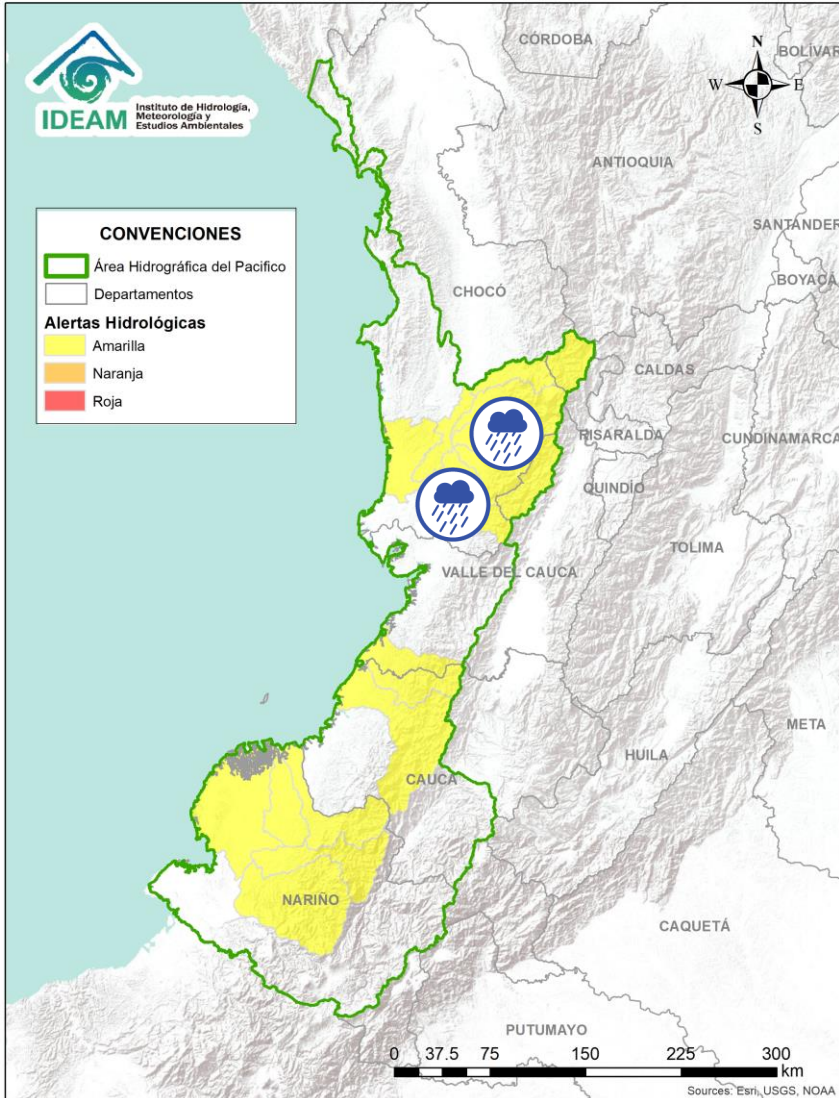 CÓRDOBA
BOLÍVAR
N
W E
S
IDEAM
Instituto de Hidrología,
Meteorología y
Estudios Ambientales
ANTIOQUIA
SANTANDER
CONVENCIONES
Área Hidrográfica del Pacifico
Departamentos
Alertas Hidrológicas
Amarilla
Naranja
Roja
BOYACÁ
CHOCÓ
CALDAS
RISARALDA
CUNDINAMARCA
QUINDÍO
TOLIMA
VALLE DEL CAUCA
META
HUILA
CAUCA
NARIÑO
CAQUETÁ
PUTUMAYO
0 37.5 75 150 225 300
km
Sources: Esri, USGS, NOAA